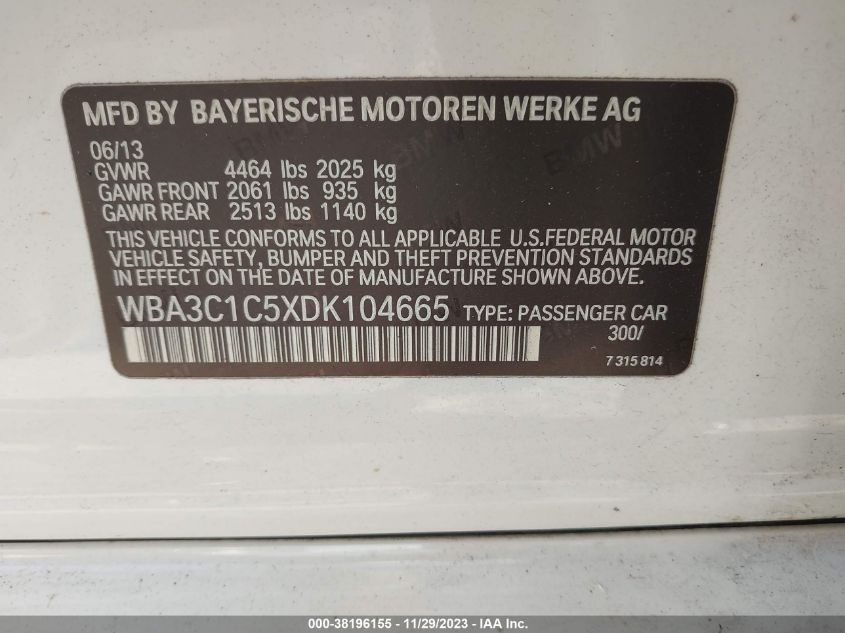 MFD BY BAYERISCHE MOTOREN WERKE AG
06/13
GVWR 4464 lbs 2025 kg
GAWR FRONT 2061 lbs 935 kg
GAWR REAR 2513 lbs 1140 kg
THIS VEHICLE CONFORMS TO ALL APPLICABLE U.S.FEDERAL MOTOR
VEHICLE SAFETY, BUMPER AND THEFT PREVENTION STANDARDS
IN EFFECT ON THE DATE OF MANUFACTURE SHOWN ABOVE.
WBA3C1C5XDK104665 TYPE: PASSENGER CAR
300/
7 315 814
000-38196155 - 11/29/2023 - IAA Inc.